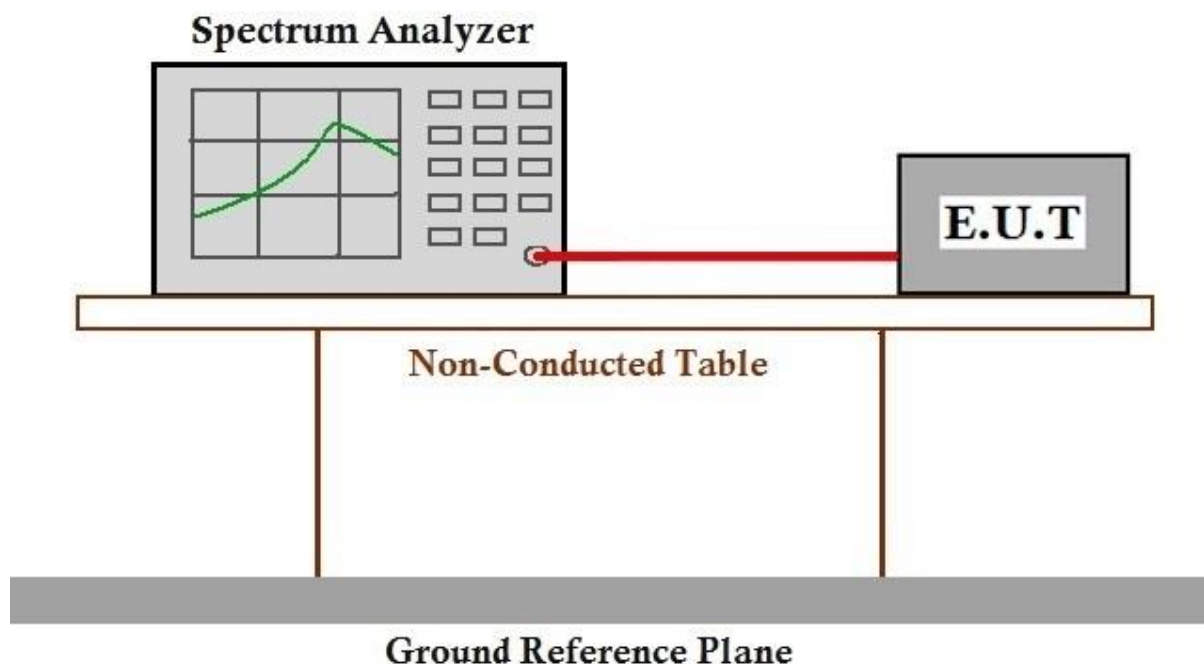 Spectrum Analyzer
E.U.T
Non-Conducted Table
Ground Reference Plane